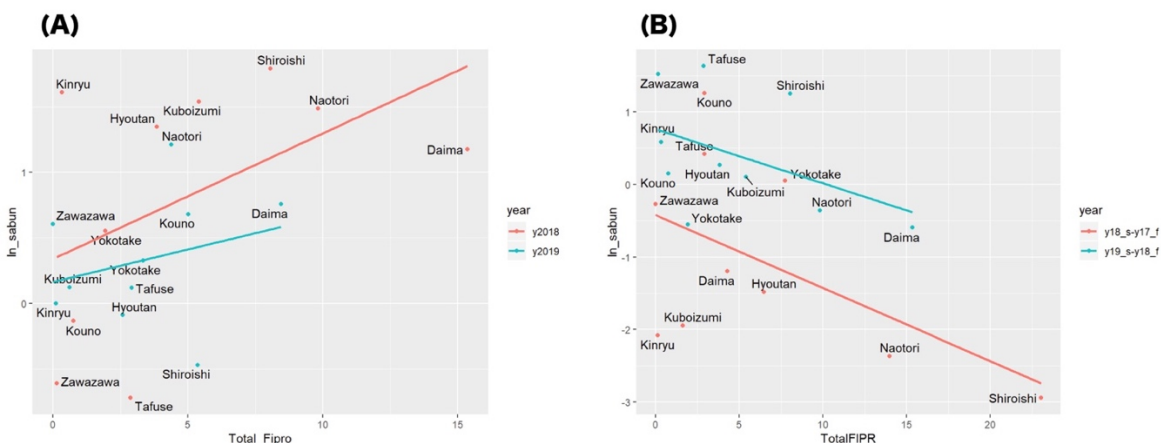 (A)
(B)
Shiroishi
Kinryu
Kuboizumi
Naotori
Hyoutan
Naotori
Daima
Zawazawa
Kouno
Daima
Yokotake
Yokotake
Kuboizumi
Tafuse
Kinryu
Hyoutan
Kouno
Shiroishi
Zawazawa
Tafuse
1
0
ln_sabun
0
5
10
15
Total_Fipro
year
y2018
y2019
Tafuse
Zawazawa
Shiroishi
Kouno
Kinryu
Tafuse
Hyoutan
Yokotake
Kouno
Kuboizumi
Zawazawa
Naotori
Yokotake
Daima
Daima
Hyoutan
Kuboizumi
Kinryu
Naotori
Shiroishi
1
0
-1
-2
-3
ln_sabun
0
5
10
15
20
TotalFIPR
year
y18_s-y17_f
y19_s-y18_f